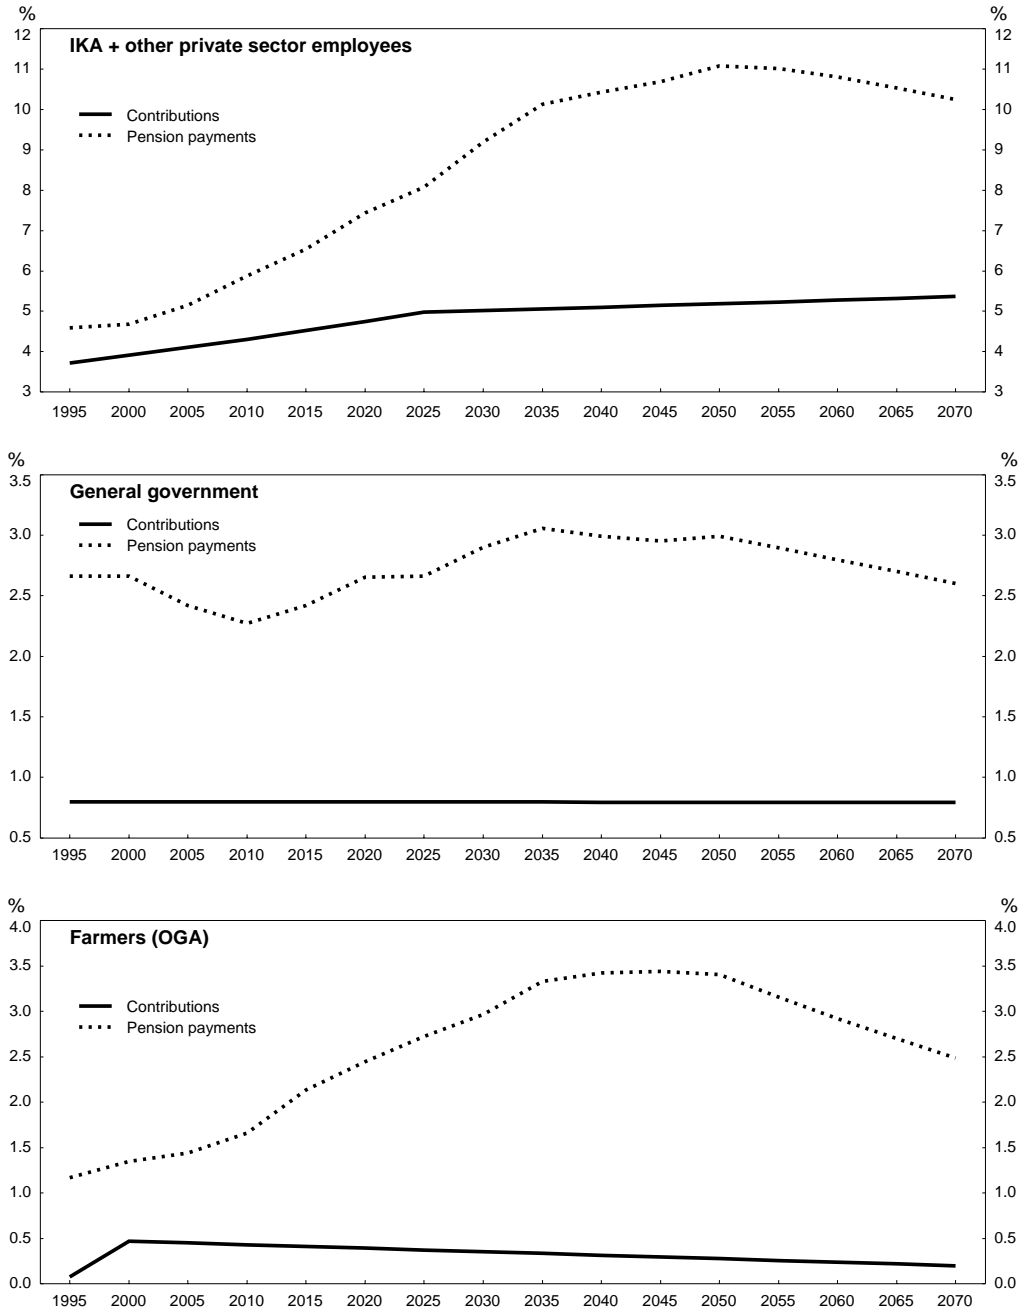 % %
IKA + other private sector employees
Contributions
Pension payments
12 12
11 11
10 10
9 9
8 8
7 7
6 6
5 5
4 4
3 3
1995 2000 2005 2010 2015 2020 2025 2030 2035 2040 2045 2050 2055 2060 2065 2070
% %
General government
Contributions
Pension payments
3.5 3.5
3.0 3.0
2.5 2.5
2.0 2.0
1.5 1.5
1.0 1.0
0.5 0.5
1995 2000 2005 2010 2015 2020 2025 2030 2035 2040 2045 2050 2055 2060 2065 2070
% %
Farmers (OGA)
Contributions
Pension payments
4.0 4.0
3.5 3.5
3.0 3.0
2.5 2.5
2.0 2.0
1.5 1.5
1.0 1.0
0.5 0.5
0.0 0.0
1995 2000 2005 2010 2015 2020 2025 2030 2035 2040 2045 2050 2055 2060 2065 2070